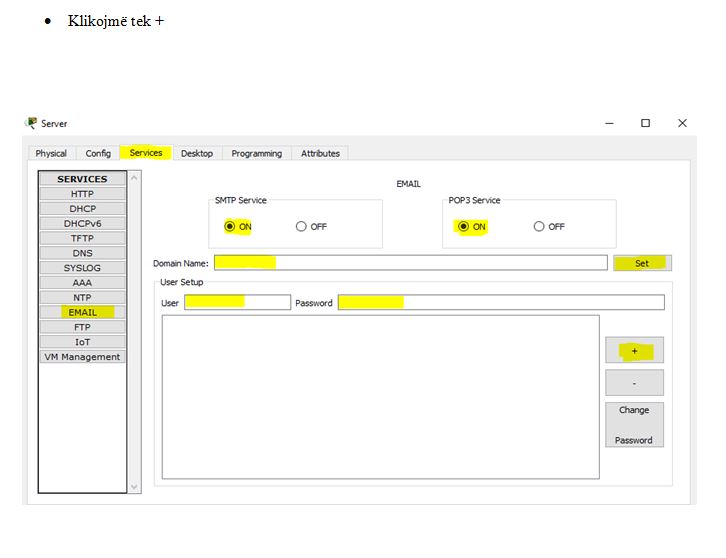 • Klikojmë tek +
Server
Physical Config Services Desktop Programming Attributes
SERVICES
HTTP
DHCP
DHCPv6
TFTP
DNS
SYSLOG
AAA
NTP
EMAIL
FTP
IoT
VM Management
EMAIL
SMTP Service
ON OFF
POP3 Service
ON OFF
Domain Name: Set
User Setup
User Password
+
-
Change
Password